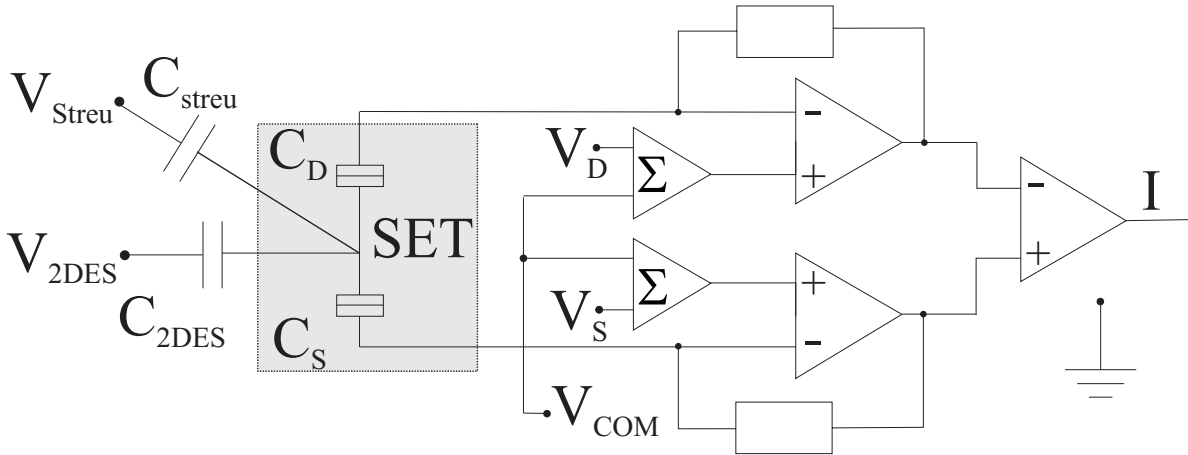 V_Streu
C_streu
C_D
V_2DES
C_2DES
SET
C_S
V_D
Σ
Σ
V_S
V_COM
-
+
+
-
-
+
I